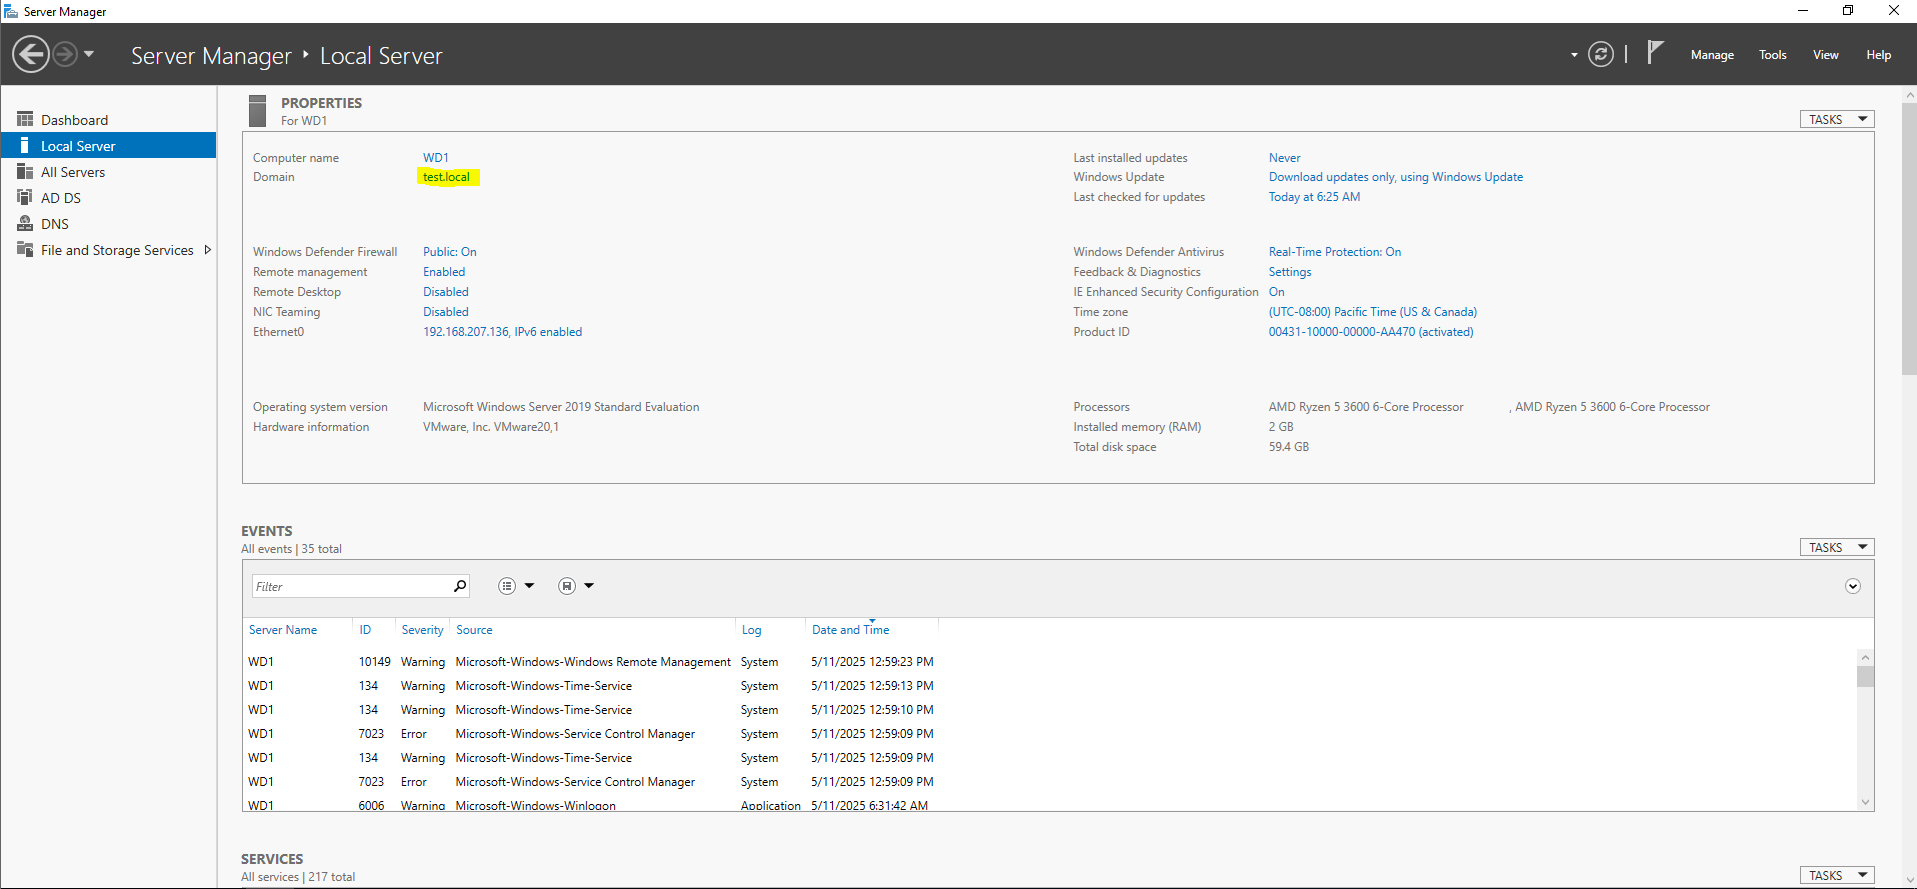 Server Manager
Server Manager ‣ Local Server
Manage Tools View Help
Dashboard
Local Server
All Servers
AD DS
DNS
File and Storage Services
PROPERTIES
For WD1
TASKS
Computer name WD1
Domain test.local
Last installed updates Never
Windows Update Download updates only, using Windows Update
Last checked for updates Today at 6:25 AM
Windows Defender Firewall Public: On
Remote management Enabled
Remote Desktop Disabled
NIC Teaming Disabled
Ethernet0 192.168.207.136, IPv6 enabled
Windows Defender Antivirus Real-Time Protection: On
Feedback & Diagnostics Settings
IE Enhanced Security Configuration On
Time zone (UTC-08:00) Pacific Time (US & Canada)
Product ID 00431-10000-00000-AA470 (activated)
Operating system version Microsoft Windows Server 2019 Standard Evaluation
Hardware information VMware, Inc. VMware20,1
Processors AMD Ryzen 5 3600 6-Core Processor , AMD Ryzen 5 3600 6-Core Processor
Installed memory (RAM) 2 GB
Total disk space 59.4 GB
EVENTS
All events | 35 total
TASKS
Filter
Server Name ID Severity Source Log Date and Time
WD1 10149 Warning Microsoft-Windows-Windows Remote Management System 5/11/2025 12:59:23 PM
WD1 134 Warning Microsoft-Windows-Time-Service System 5/11/2025 12:59:13 PM
WD1 134 Warning Microsoft-Windows-Time-Service System 5/11/2025 12:59:10 PM
WD1 7023 Error Microsoft-Windows-Service Control Manager System 5/11/2025 12:59:09 PM
WD1 134 Warning Microsoft-Windows-Time-Service System 5/11/2025 12:59:09 PM
WD1 7023 Error Microsoft-Windows-Service Control Manager System 5/11/2025 12:59:09 PM
WD1 6006 Warning Microsoft-Windows-Winlogon Application 5/11/2025 6:31:42 AM
SERVICES
All services | 217 total
TASKS